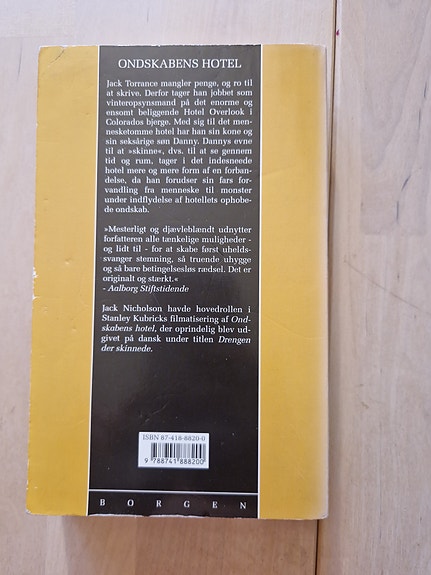 ONDSKABENS HOTEL
Jack Torrance mangler penge, og ro til
at skrive. Derfor tager han jobbet som
vinteropsynsmand på det enorme og
ensomt beliggende Hotel Overlook i
Colorados bjerge. Med sig til det men-
nesketomme hotel har han sin kone og
sin seksårige søn Danny. Dannys evne
til at »skinne«, dvs. til at se gennem
tid og rum, tager i det indesneede
hotel mere og mere form af en forban-
delse, da han forudser sin fars for-
vandling fra menneske til monster
under indflydelse af hotellets ophobe-
de ondskab.
»Mesterligt og djævleblændt udnytter
forfatteren alle tænkelige muligheder -
og lidt til - for at skabe først uhelds-
svanger stemning, så truende uhygge
og så bare betingelsesløs rædsel. Det er
originalt og stærkt.«
- Aalborg Stiftstidende
Jack Nicholson havde hovedrollen i
Stanley Kubricks filmatisering af Ond-
skabens hotel, der oprindelig blev ud-
givet på dansk under titlen Drengen
der skinnede.
ISBN 87-418-8820-0
9 788741 888200
BORGEN